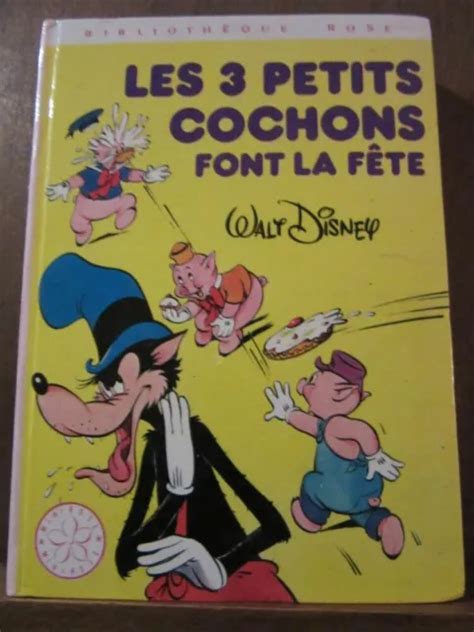 BIBLIOTHÈQUE ROSE
LES 3 PETITS
COCHONS
FONT LA FÊTE
WALT DISNEY